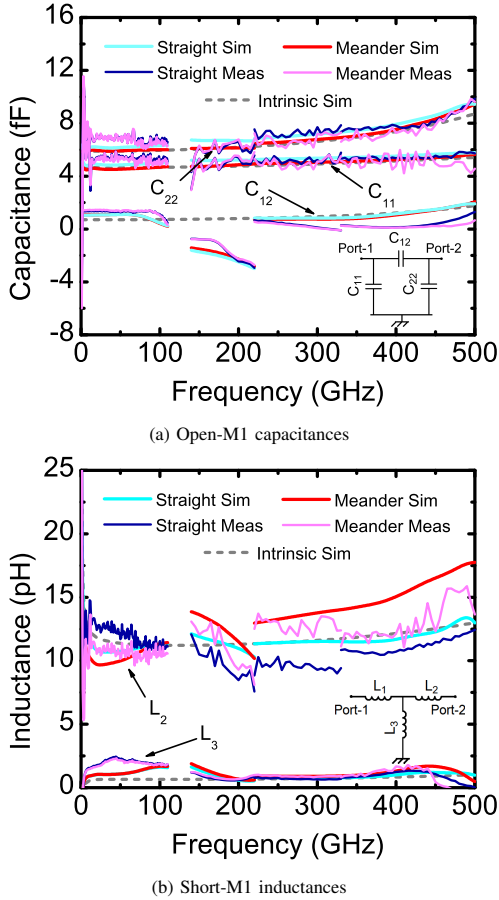 16
12
8
4
0
-4
-8
Capacitance (fF)
Straight Sim
Meander Sim
Straight Meas
Meander Meas
Intrinsic Sim
C22
C12
C11
C12
Port-1
Port-2
C11
C22
0
100
200
300
400
500
Frequency (GHz)
(a) Open-M1 capacitances
25
20
15
10
5
0
Inductance (pH)
Straight Sim
Meander Sim
Straight Meas
Meander Meas
Intrinsic Sim
L2
L3
L1
L2
Port-1
Port-2
L3
0
100
200
300
400
500
Frequency (GHz)
(b) Short-M1 inductances